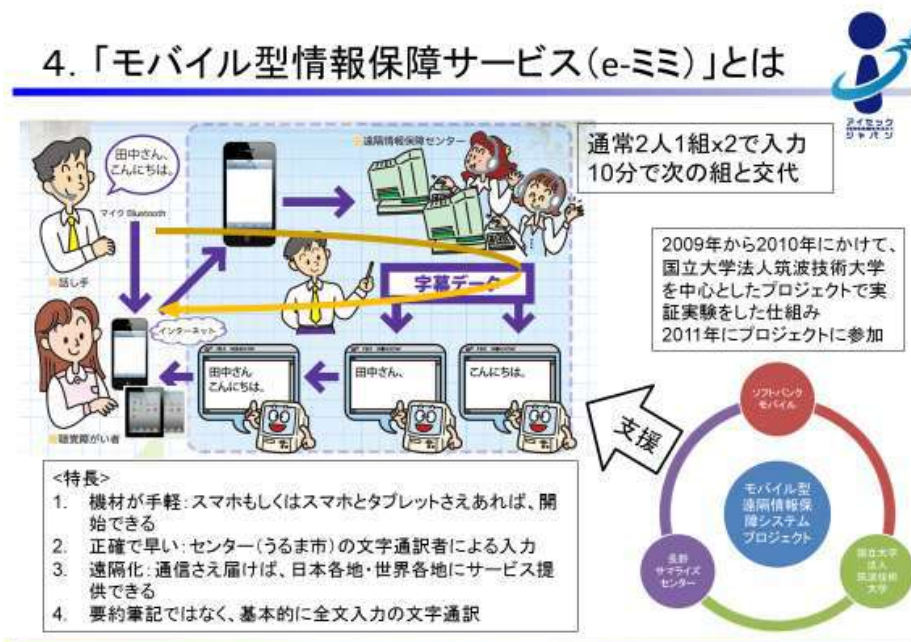 4．「モバイル型情報保障サービス（e-ミミ）」とは
アイセック
ジャパン
田中さん、
こんにちは。
マイク Bluetooth
話し手
遠隔情報保障センター
通常2人1組x2で入力
10分で次の組と交代
字幕データ
インターネット
田中さん
こんにちは。
田中さん、
こんにちは。
聴覚障がい者
2009年から2010年にかけて、
国立大学法人筑波技術大学
を中心としたプロジェクトで実
証実験をした仕組み
2011年にプロジェクトに参加
支援
ソフトバンク
モバイル
モバイル型
遠隔情報保
障システム
プロジェクト
長野
サマライズ
センター
国立大学
法人
筑波技術
大学
<特長>
1. 機材が手軽：スマホもしくはスマホとタブレットさえあれば、開
始できる
2. 正確で早い：センター（うるま市）の文字通訳者による入力
3. 遠隔化：通信さえ届けば、日本各地・世界各地にサービス提
供できる
4. 要約筆記ではなく、基本的に全文入力の文字通訳